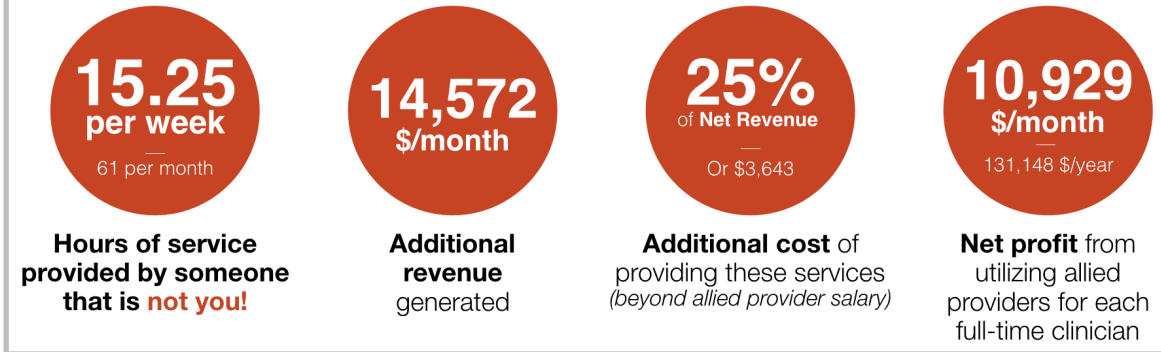 15.25
per week
61 per month
Hours of service
provided by someone
that is not you!
14,572
$/month
Additional
revenue
generated
25%
of Net Revenue
Or $3,643
Additional cost of
providing these services
(beyond allied provider salary)
10,929
$/month
131,148 $/year
Net profit from
utilizing allied
providers for each
full-time clinician